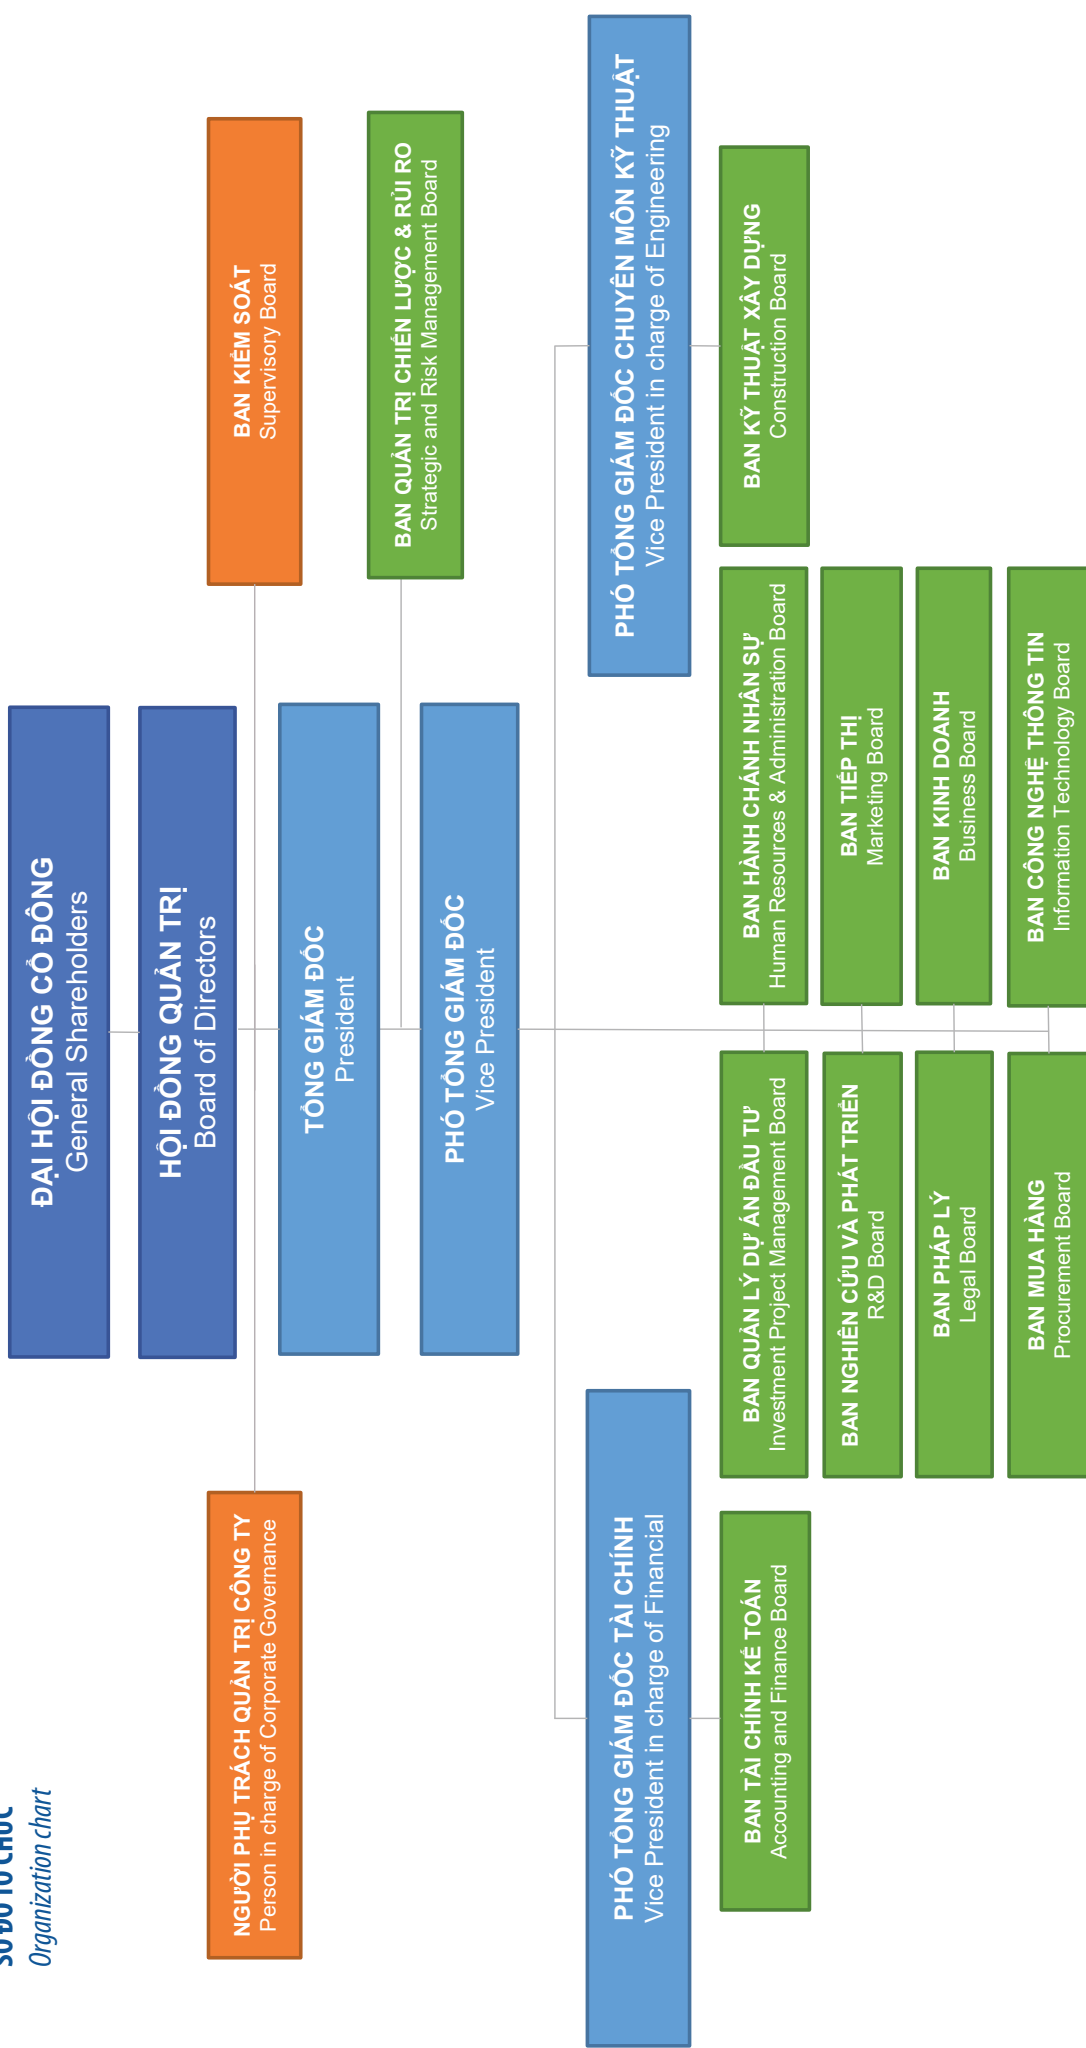 SƠ ĐỒ TỔ CHỨC
Organization chart
ĐẠI HỘI ĐỒNG CỔ ĐÔNG
General Shareholders
HỘI ĐỒNG QUẢN TRỊ
Board of Directors
NGƯỜI PHỤ TRÁCH QUẢN TRỊ CÔNG TY
Person in charge of Corporate Governance
BAN KIỂM SOÁT
Supervisory Board
TỔNG GIÁM ĐỐC
President
BAN QUẢN TRỊ CHIẾN LƯỢC & RỦI RO
Strategic and Risk Management Board
PHÓ TỔNG GIÁM ĐỐC
Vice President
PHÓ TỔNG GIÁM ĐỐC TÀI CHÍNH
Vice President in charge of Financial
PHÓ TỔNG GIÁM ĐỐC CHUYÊN MÔN KỸ THUẬT
Vice President in charge of Engineering
BAN TÀI CHÍNH KẾ TOÁN
Accounting and Finance Board
BAN QUẢN LÝ DỰ ÁN ĐẦU TƯ
Investment Project Management Board
BAN HÀNH CHÁNH NHÂN SỰ
Human Resources & Administration Board
BAN KỸ THUẬT XÂY DỰNG
Construction Board
BAN NGHIÊN CỨU VÀ PHÁT TRIỂN
R&D Board
BAN TIẾP THỊ
Marketing Board
BAN PHÁP LÝ
Legal Board
BAN KINH DOANH
Business Board
BAN MUA HÀNG
Procurement Board
BAN CÔNG NGHỆ THÔNG TIN
Information Technology Board